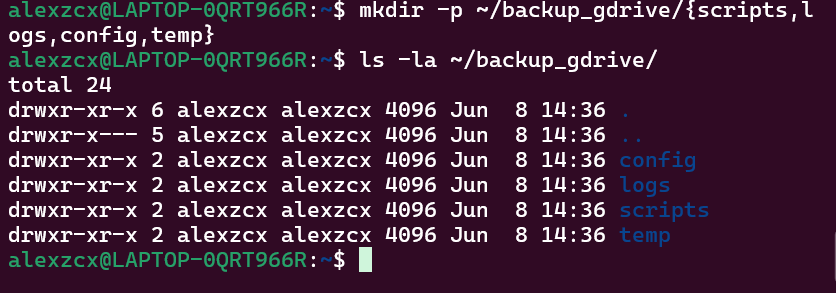 alexzcx@LAPTOP-0QRT966R:~$ mkdir -p ~/backup_gdrive/{scripts,l
ogs,config,temp}
alexzcx@LAPTOP-0QRT966R:~$ ls -la ~/backup_gdrive/
total 24
drwxr-xr-x 6 alexzcx alexzcx 4096 Jun  8 14:36 .
drwxr-x--- 5 alexzcx alexzcx 4096 Jun  8 14:36 ..
drwxr-xr-x 2 alexzcx alexzcx 4096 Jun  8 14:36 config
drwxr-xr-x 2 alexzcx alexzcx 4096 Jun  8 14:36 logs
drwxr-xr-x 2 alexzcx alexzcx 4096 Jun  8 14:36 scripts
drwxr-xr-x 2 alexzcx alexzcx 4096 Jun  8 14:36 temp
alexzcx@LAPTOP-0QRT966R:~$